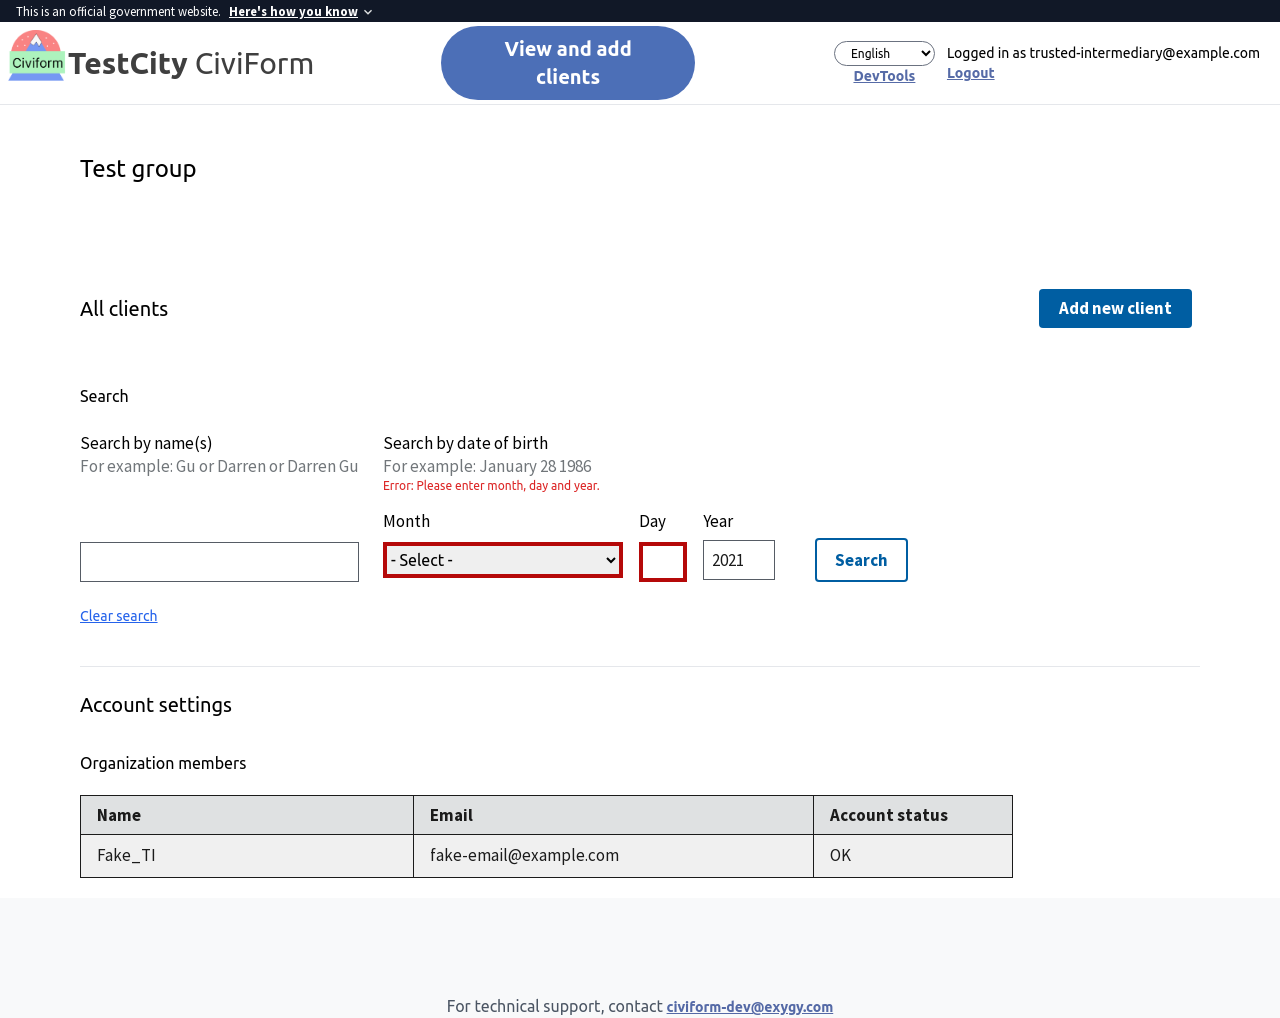 This is an official government website. Here's how you know
Civiform
TestCity CiviForm
View and add
clients
English
DevTools
Logged in as trusted-intermediary@example.com
Logout
Test group
All clients
Add new client
Search
Search by name(s)
For example: Gu or Darren or Darren Gu
Search by date of birth
For example: January 28 1986
Error: Please enter month, day and year.
Month
Day
Year
- Select -
2021
Search
Clear search
Account settings
Organization members
Name Email Account status
Fake_TI fake-email@example.com OK
For technical support, contact civiform-dev@exygy.com